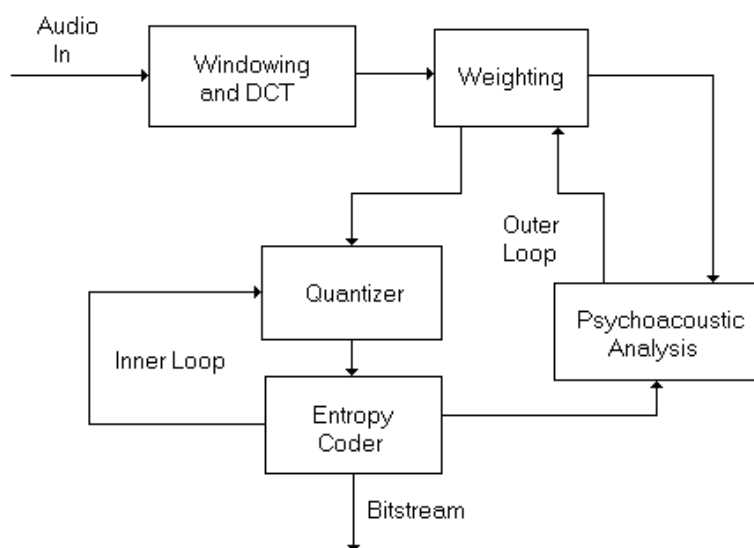 Audio
In
Windowing
and DCT
Weighting
Outer
Loop
Quantizer
Psychoacoustic
Analysis
Inner Loop
Entropy
Coder
Bitstream